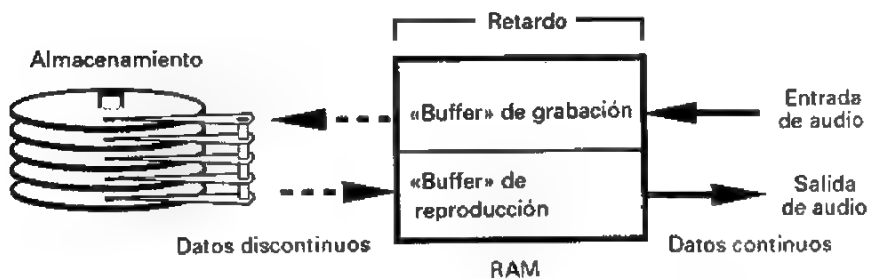 Retardo
Almacenamiento
«Buffer» de grabación
Entrada
de audio
«Buffer» de
reproducción
Salida
de audio
Datos discontinuos
Datos continuos
RAM